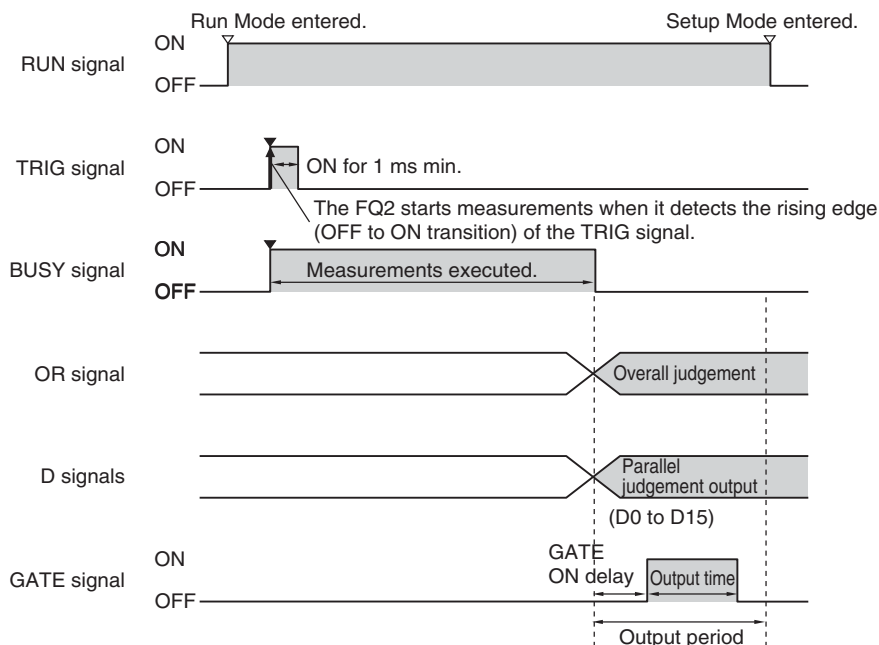 Run Mode entered.
Setup Mode entered.
ON
RUN signal
OFF
ON
TRIG signal
ON for 1 ms min.
OFF
The FQ2 starts measurements when it detects the rising edge
(OFF to ON transition) of the TRIG signal.
ON
BUSY signal
Measurements executed.
OFF
OR signal
Overall judgement
D signals
Parallel
judgement output
(D0 to D15)
ON
GATE signal
OFF
GATE
ON delay
Output time
Output period